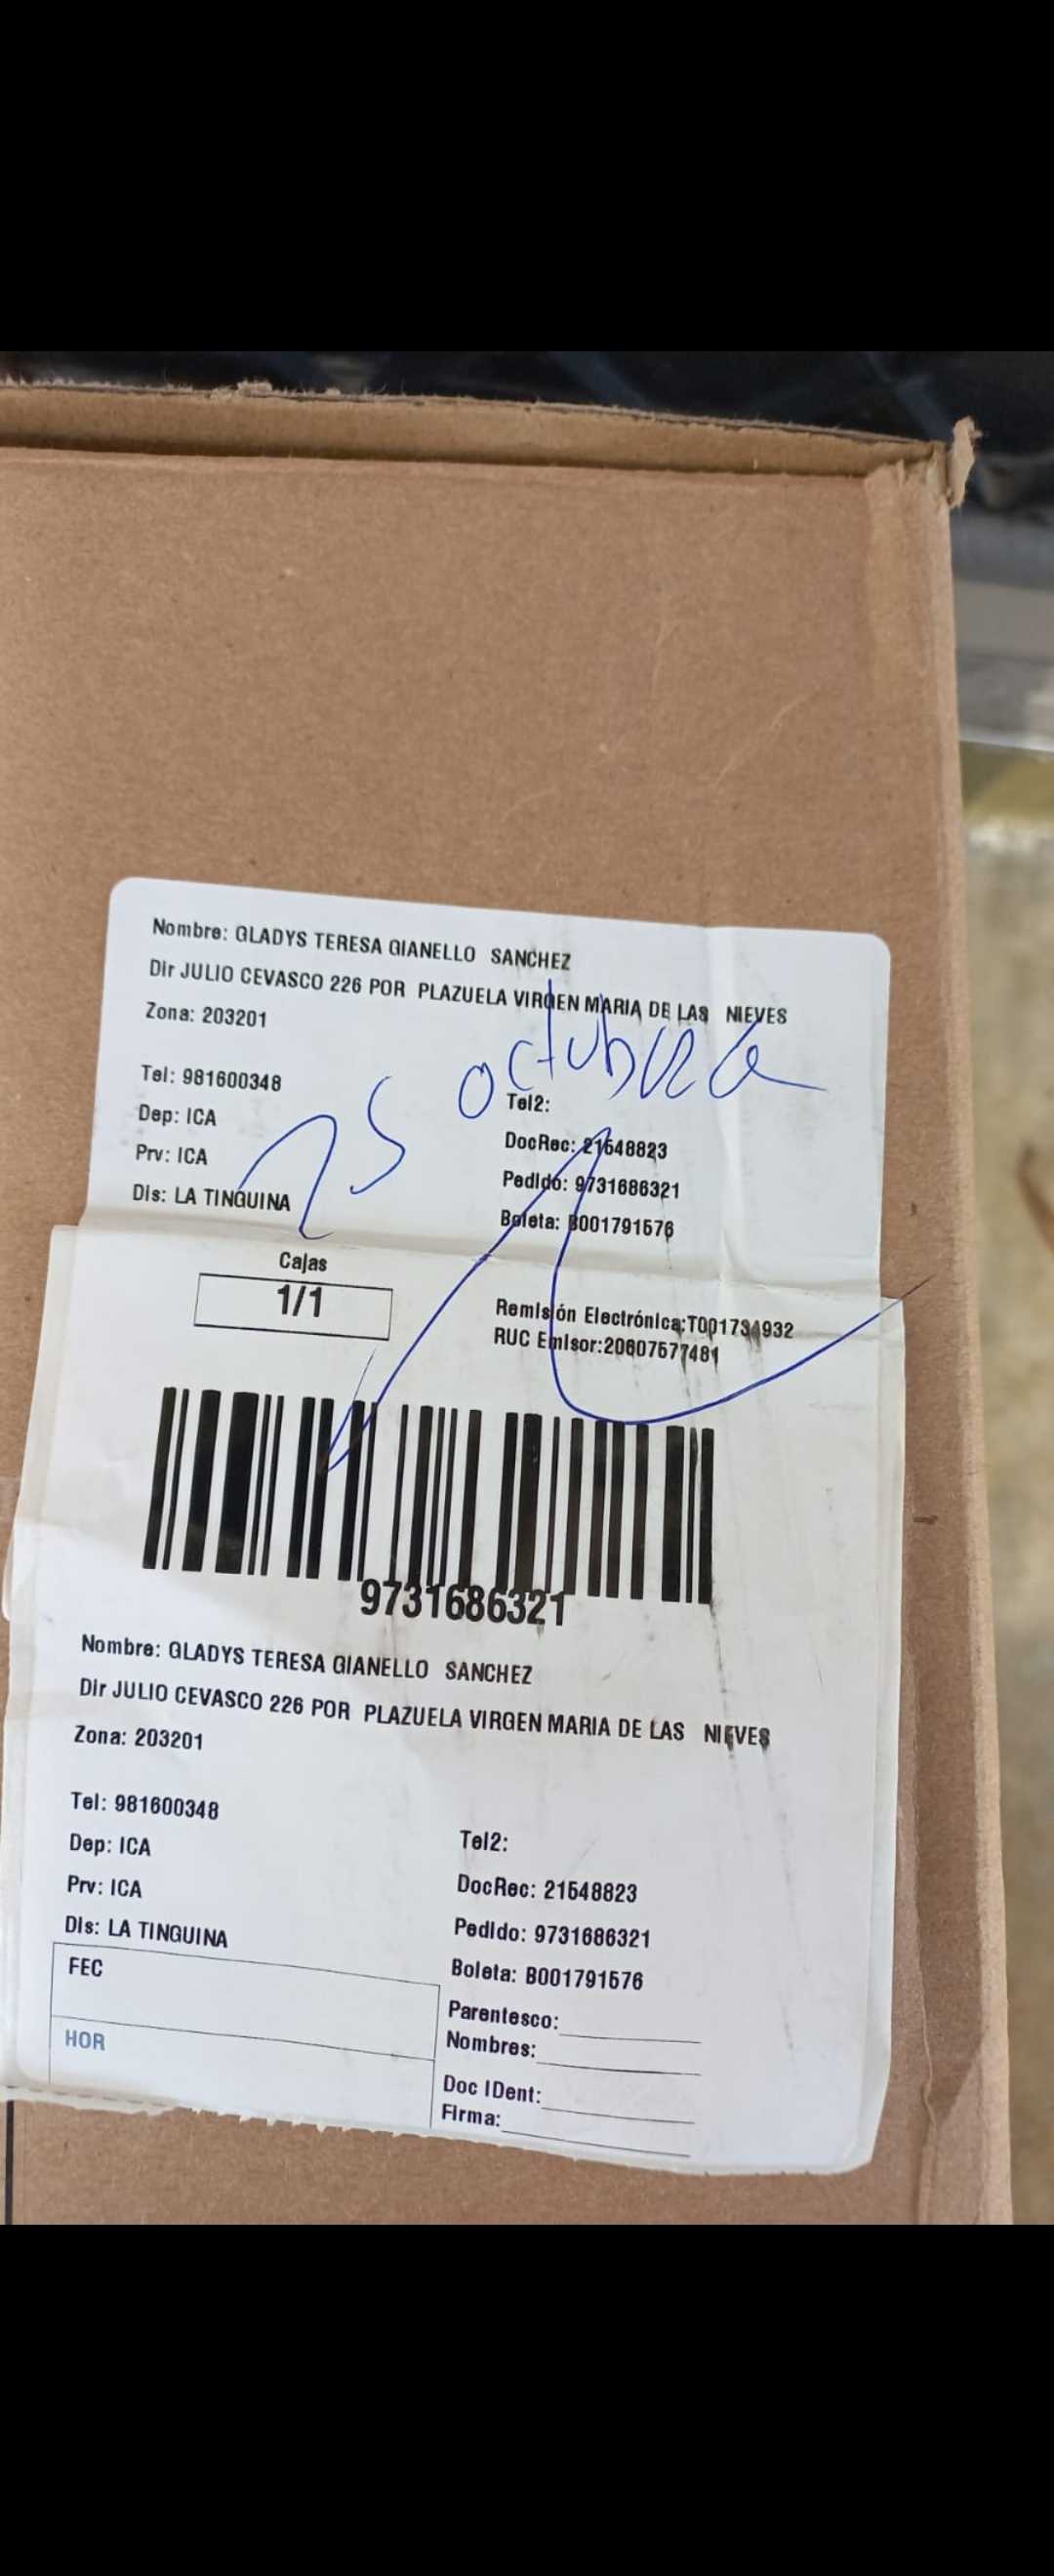 Nombre: GLADYS TERESA GIANELLO SANCHEZ
Dir JULIO CEVASCO 226 POR PLAZUELA VIRGEN MARIA DE LAS NIEVES
Zona: 203201
25 octubre
Tel: 981600348
Tel2:
Dep: ICA
DocRec: 21548823
Prv: ICA
Pedido: 9731686321
Dis: LA TINGUINA
Boleta: B001791576
Cajas
1/1
Remisión Electrónica:T001734932
RUC Emisor:20607577481
9731686321
Nombre: GLADYS TERESA GIANELLO SANCHEZ
Dir JULIO CEVASCO 226 POR PLAZUELA VIRGEN MARIA DE LAS NIEVES
Zona: 203201
Tel: 981600348
Tel2:
Dep: ICA
DocRec: 21548823
Prv: ICA
Pedido: 9731686321
Dis: LA TINGUINA
Boleta: B001791576
FEC
Parentesco:
Nombres:
HOR
Doc IDent:
Firma: